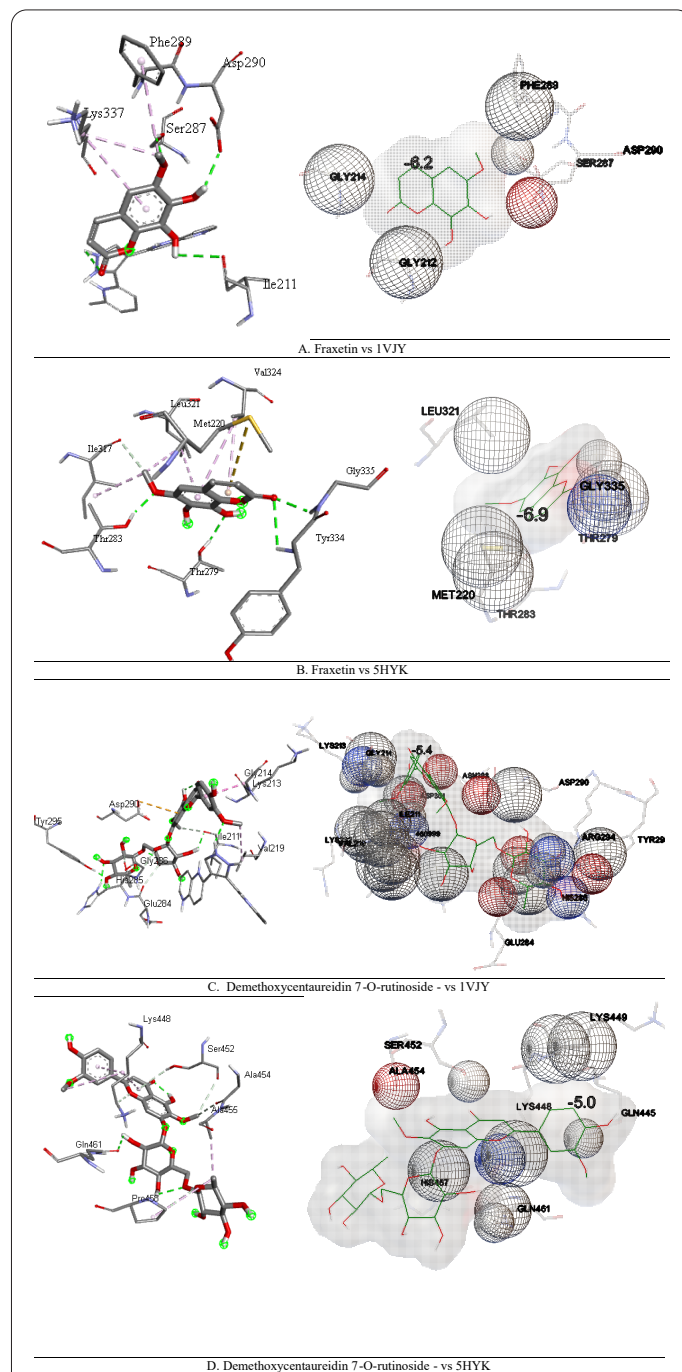 Phe289
Asp290
Lys337
Ser287
Ile211
PHE289
ASP290
SER287
-6.2
GLY214
GLY212
A. Fraxetin vs 1VJY
Val324
Leu321
Met220
Ile317
Gly335
Thr283
Tyr334
Thr279
LEU321
GLY335
-6.9
THR279
MET220
THR283
B. Fraxetin vs 5HYK
Gly214
Lys213
Asp290
Tyr295
Ile211
Val219
Gly286
His285
Glu284
LYS213
GLY214
-5.4
ASP290
ILE211
ARG294
TYR29
GLU284
C. Demethoxycentaureidin 7-O-rutinoside - vs 1VJY
Lys448
Ser452
Ala454
Ala455
Gln461
LYS449
SER452
ALA454
LYS448
-5.0
GLN445
HIS457
GLN461
D. Demethoxycentaureidin 7-O-rutinoside - vs 5HYK